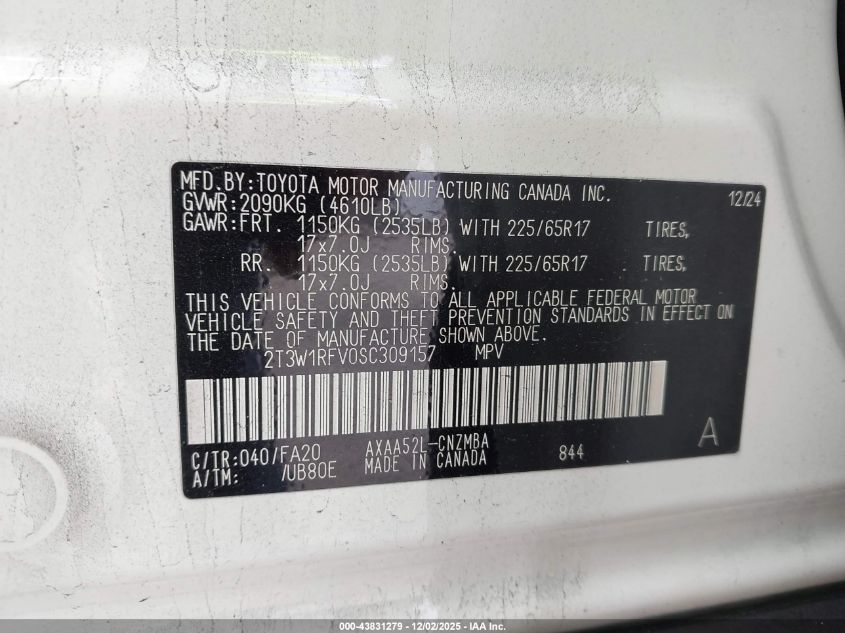 MFD.BY:TOYOTA MOTOR MANUFACTURING CANADA INC. 12/24
GVWR:2090KG (4610LB)
GAWR:FRT. 1150KG (2535LB) WITH 225/65R17 TIRES,
17x7.0J RIMS.
RR. 1150KG (2535LB) WITH 225/65R17 TIRES,
17x7.0J RIMS.
THIS VEHICLE CONFORMS TO ALL APPLICABLE FEDERAL MOTOR
VEHICLE SAFETY AND THEFT PREVENTION STANDARDS IN EFFECT ON
THE DATE OF MANUFACTURE SHOWN ABOVE.
2T3W1RFV0SC309157 MPV
A
C/TR:040/FA20 AXAA52L-CNZMBA 844
A/TM: /UB80E MADE IN CANADA
000-43831279 - 12/02/2025 - IAA Inc.